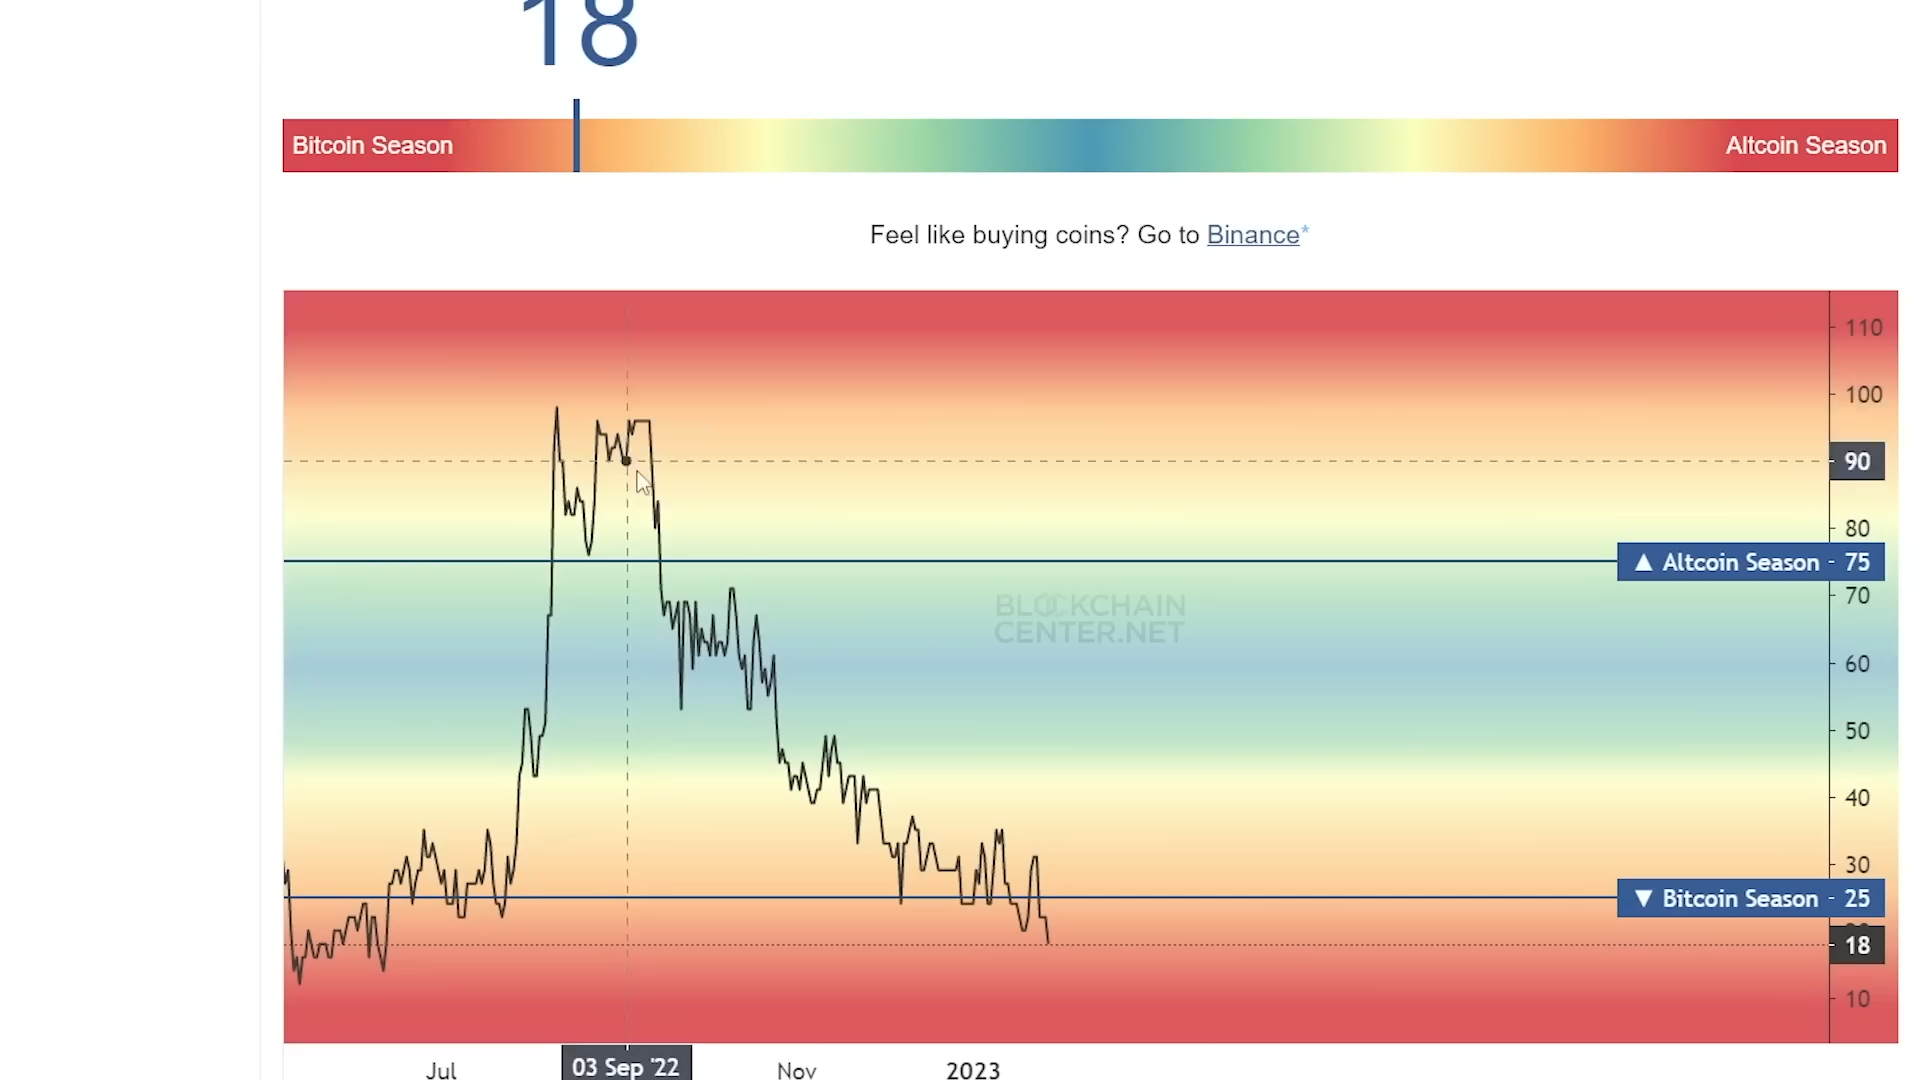 18
Bitcoin Season
Altcoin Season
Feel like buying coins? Go to Binance*
110
100
90
80
▲ Altcoin Season - 75
70
BLOCKCHAIN
CENTER.NET
60
50
40
30
▼ Bitcoin Season - 25
18
10
Jul
03 Sep '22
Nov
2023